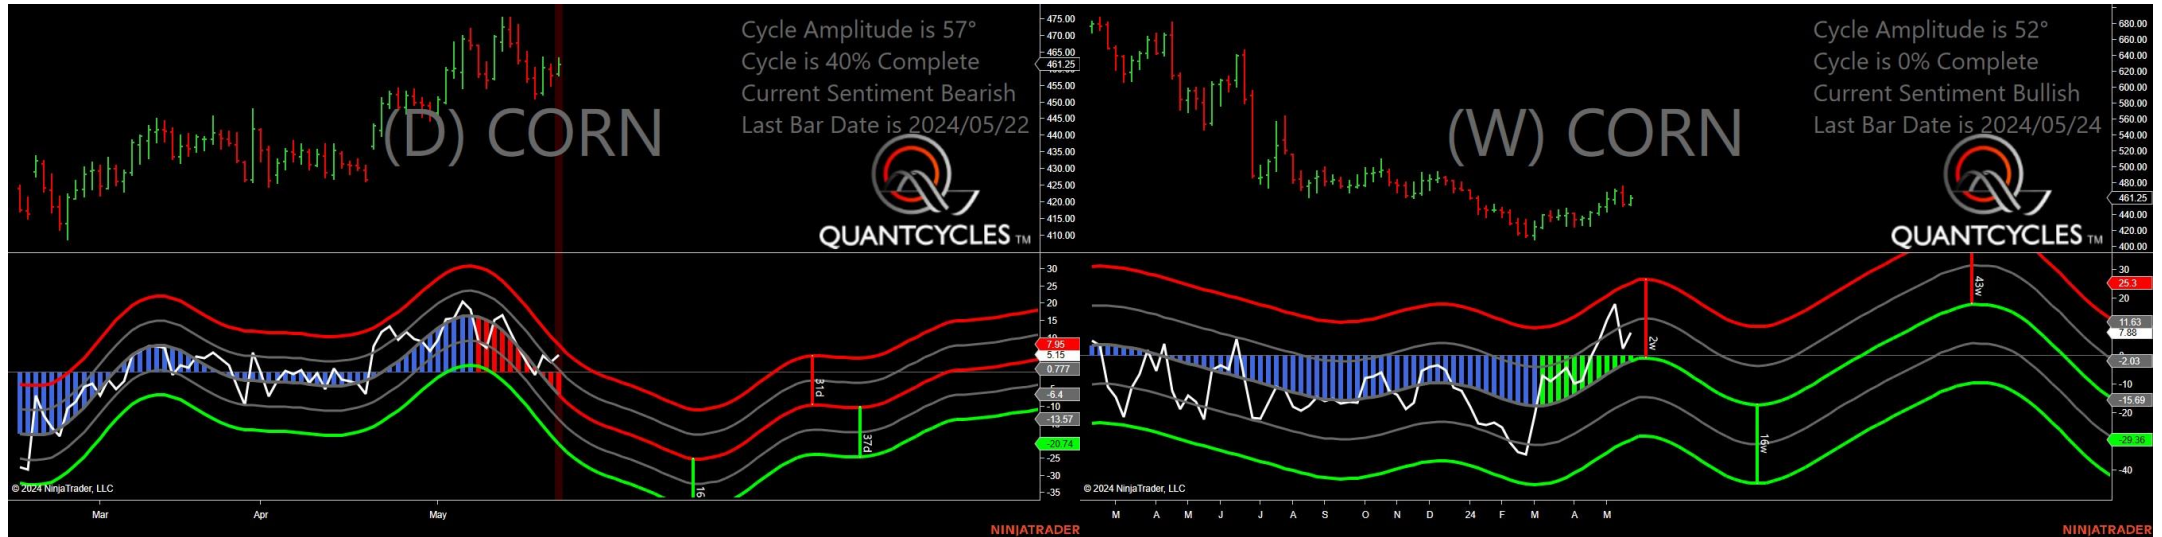 Cycle Amplitude is 57°
Cycle is 40% Complete
Current Sentiment Bearish
Last Bar Date is 2024/05/22
(D) CORN
QUANTCYCLES TM
475.00
470.00
465.00
461.25
455.00
450.00
445.00
440.00
435.00
430.00
425.00
420.00
415.00
410.00
30
25
20
15
10
7.95
5.15
0.777
-6.4
-10
-13.57
-20.74
-25
-30
-35
31d
37d
16
© 2024 NinjaTrader, LLC
Mar
Apr
May
NINJATRADER
Cycle Amplitude is 52°
Cycle is 0% Complete
Current Sentiment Bullish
Last Bar Date is 2024/05/24
(W) CORN
QUANTCYCLES TM
680.00
660.00
640.00
620.00
600.00
580.00
560.00
540.00
520.00
500.00
480.00
461.25
440.00
420.00
400.00
30
25.3
20
11.63
7.88
-2.03
-10
-15.69
-20
-29.36
-40
2w
16w
43w
© 2024 NinjaTrader, LLC
M A M J J A S O N D 24 F M A M
NINJATRADER